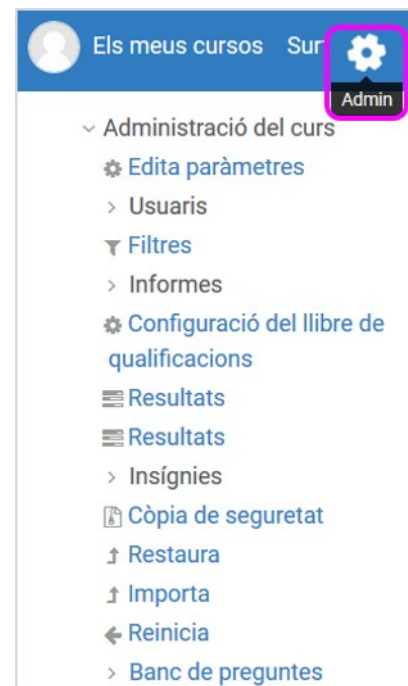 Els meus cursos Sur
Admin
Administració del curs
Edita paràmetres
Usuaris
Filtres
Informes
Configuració del llibre de
qualificacions
Resultats
Resultats
Insígnies
Còpia de seguretat
Restaura
Importa
Reinicia
Banc de preguntes